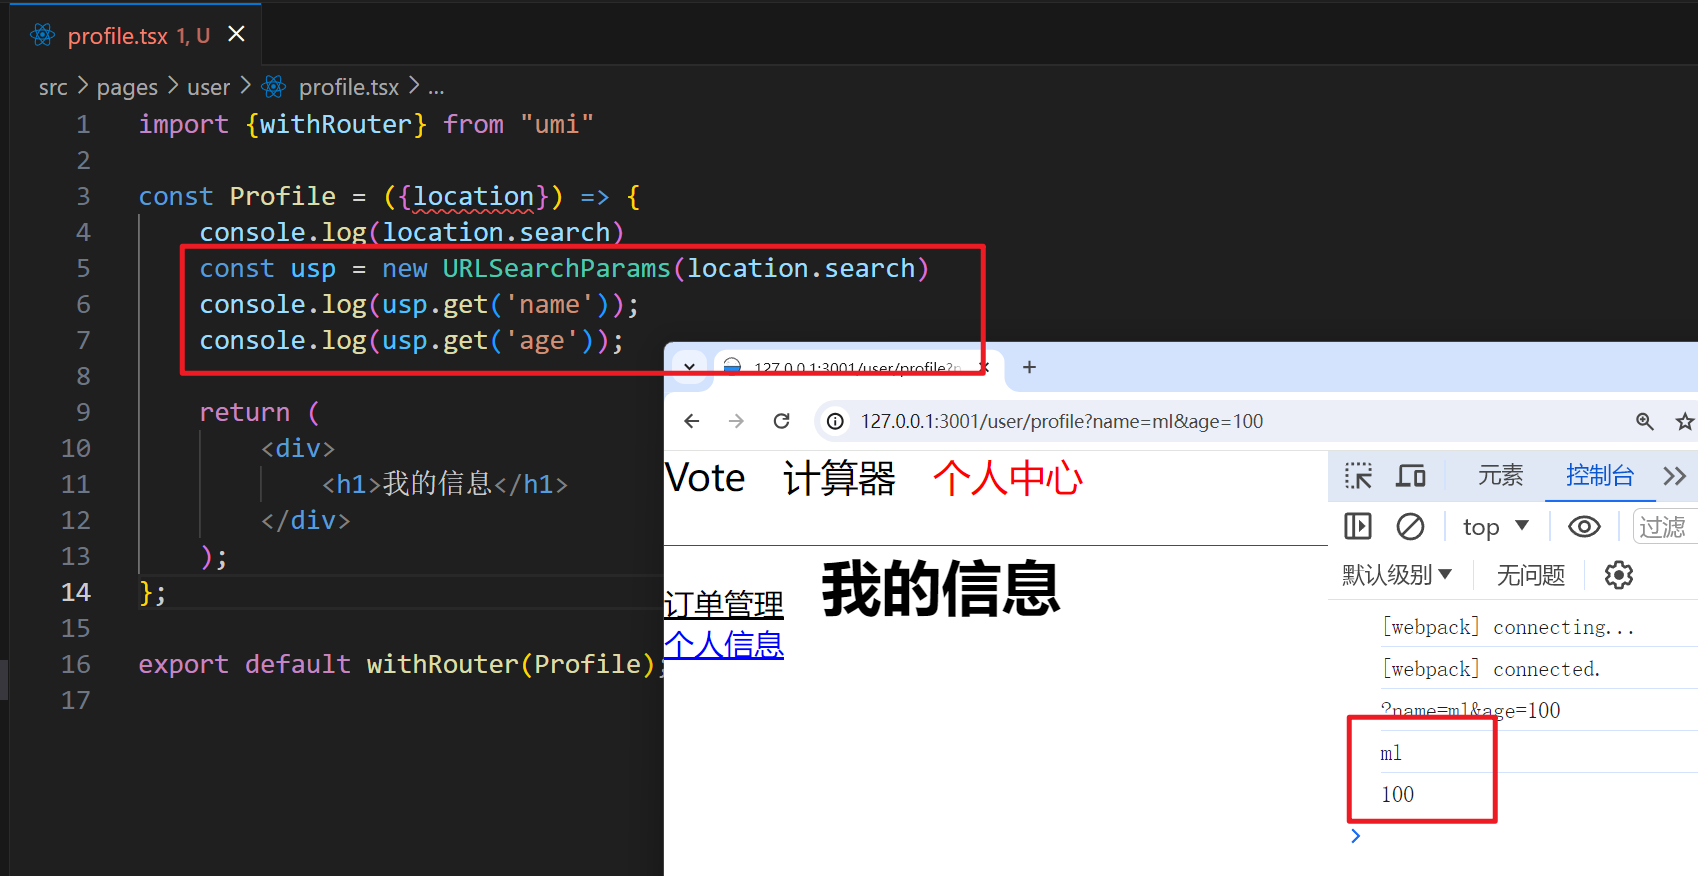 profile.tsx 1, U
src > pages > user > profile.tsx > ...
1 import {withRouter} from "umi"
2
3 const Profile = ({location}) => {
4 console.log(location.search)
5 const usp = new URLSearchParams(location.search)
6 console.log(usp.get('name'));
7 console.log(usp.get('age'));
8
9 return (
10 <div>
11 <h1>我的信息</h1>
12 </div>
13 );
14 };
15
16 export default withRouter(Profile);
17
127.0.0.1:3001/user/profile?n
127.0.0.1:3001/user/profile?name=ml&age=100
Vote 计算器 个人中心
订单管理
个人信息
我的信息
元素 控制台
top 过滤
默认级别 无问题
[webpack] connecting...
[webpack] connected.
?name=ml&age=100
ml
100